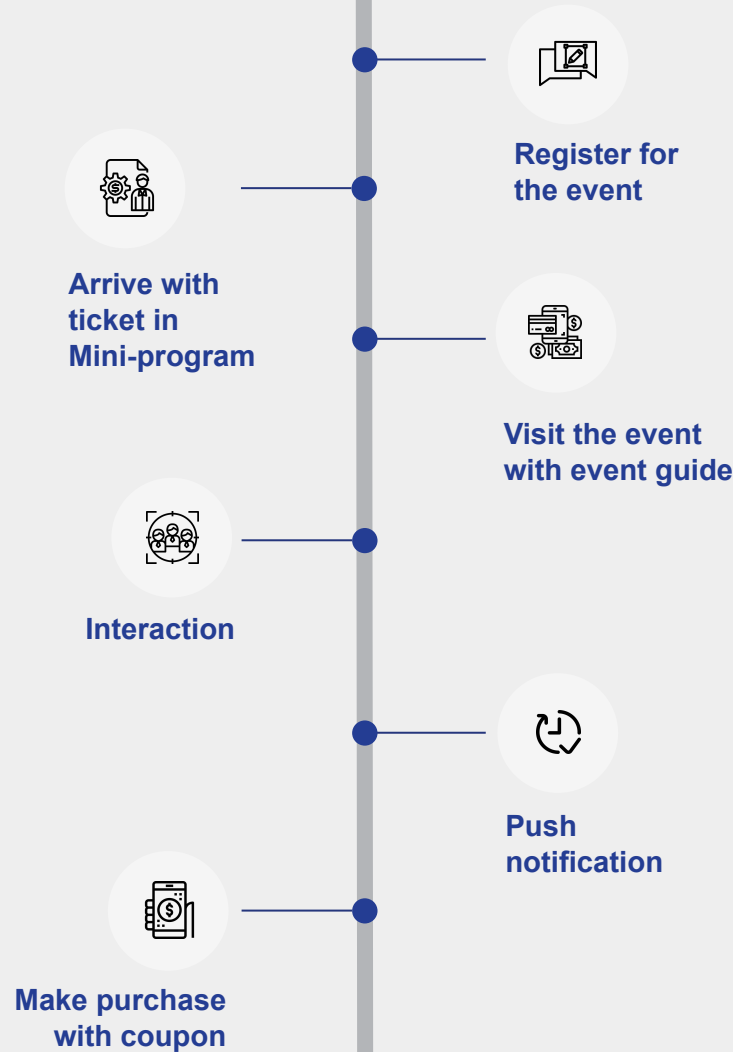 Register for
the event
Arrive with
ticket in
Mini-program
Visit the event
with event guide
Interaction
Push
notification
Make purchase
with coupon